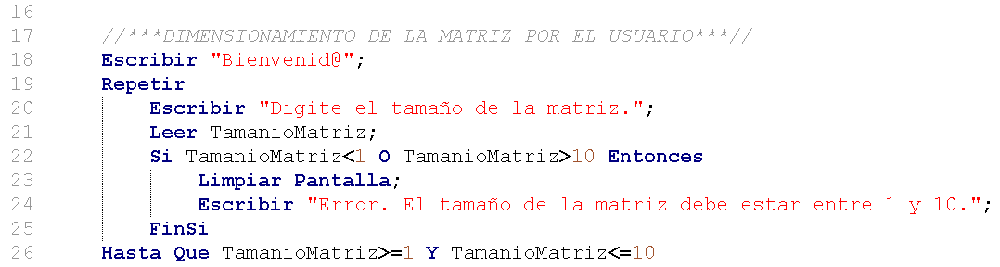 16
17 //***DIMENSIONAMIENTO DE LA MATRIZ POR EL USUARIO***//
18 Escribir "Bienvenid@";
19 Repetir
20 Escribir "Digite el tamaño de la matriz.";
21 Leer TamanioMatriz;
22 Si TamanioMatriz<1 O TamanioMatriz>10 Entonces
23 Limpiar Pantalla;
24 Escribir "Error. El tamaño de la matriz debe estar entre 1 y 10.";
25 FinSi
26 Hasta Que TamanioMatriz>=1 Y TamanioMatriz<=10